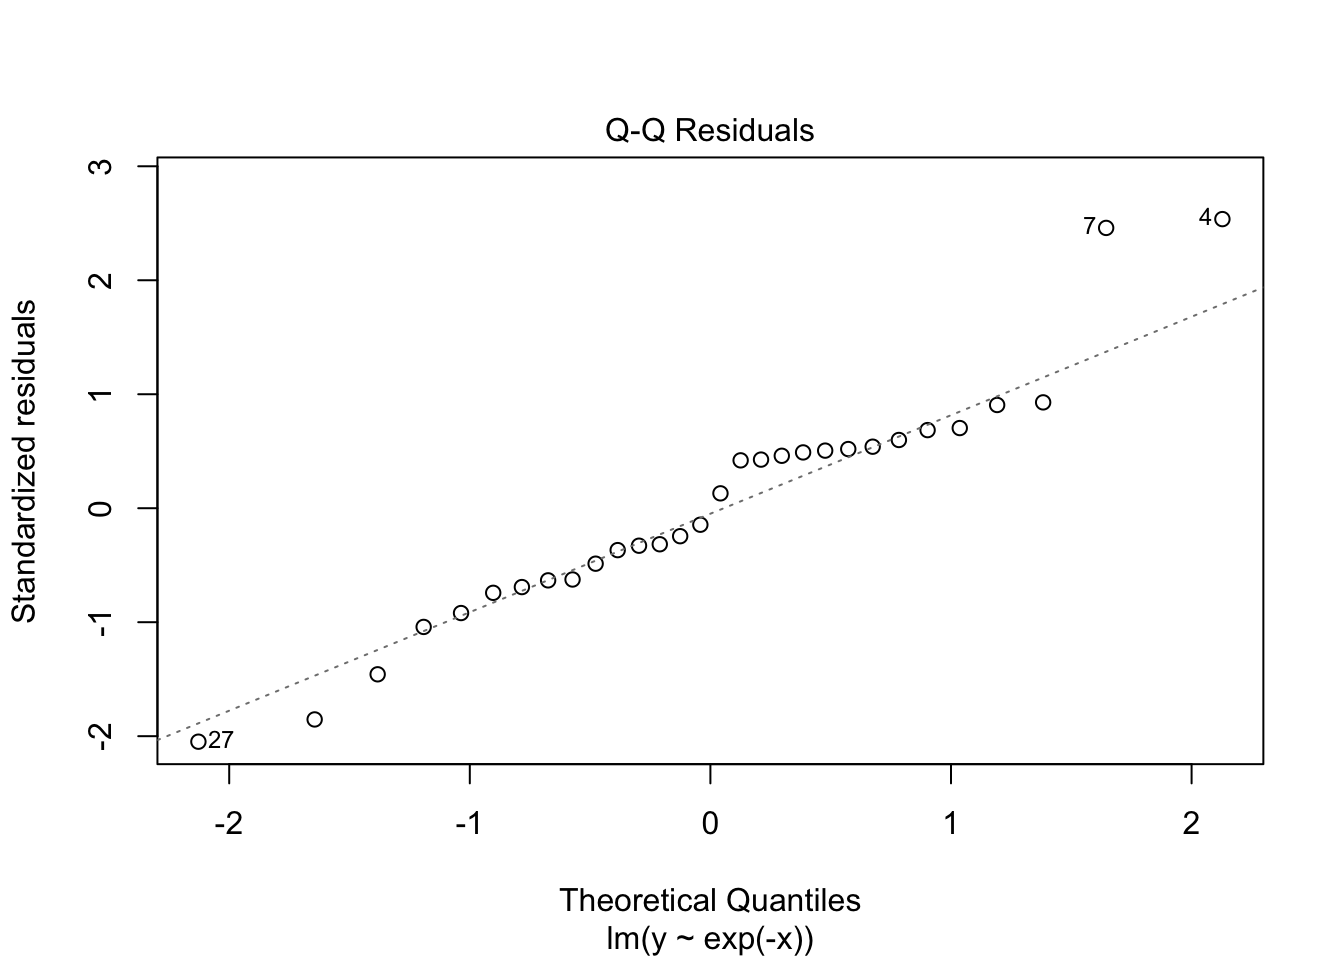 Q-Q Residuals
Standardized residuals
3
2
1
0
-1
-2
7
4
27
-2 -1 0 1 2
Theoretical Quantiles
lm(y ~ exp(-x))